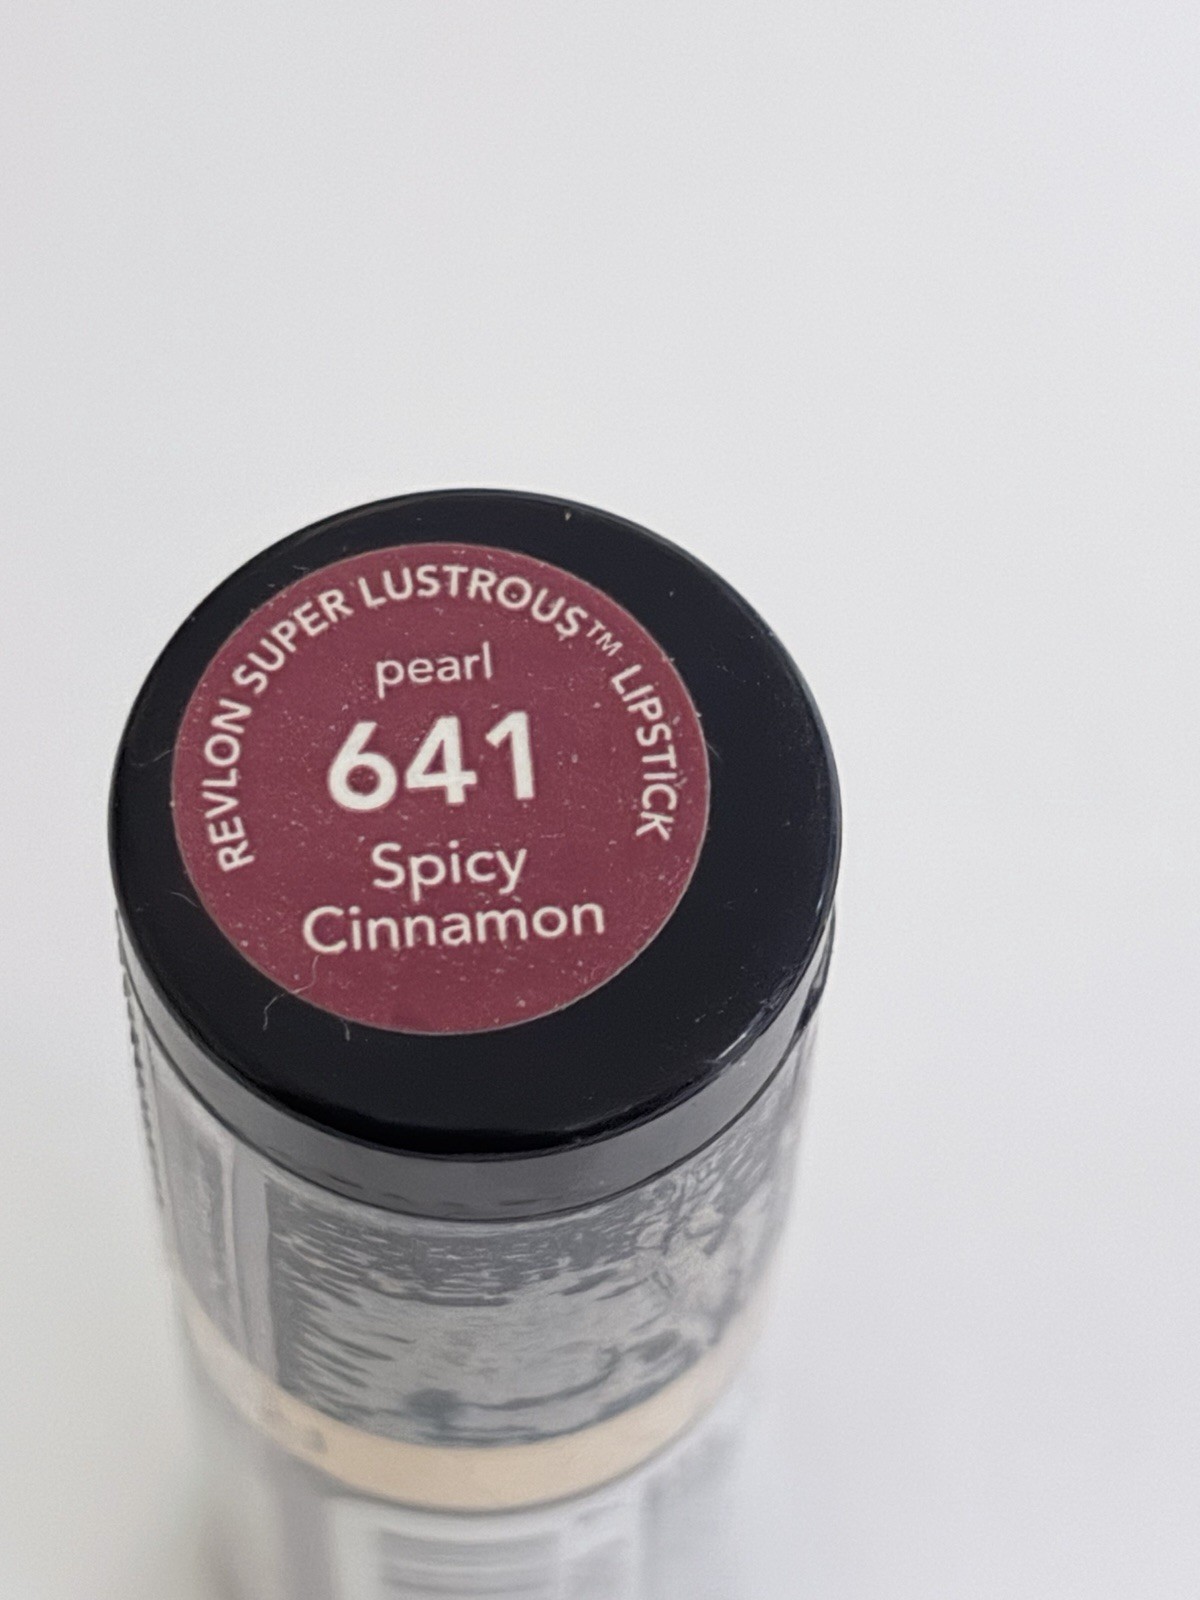 REVLON SUPER LUSTROUS™ LIPSTICK
pearl
641
Spicy
Cinnamon